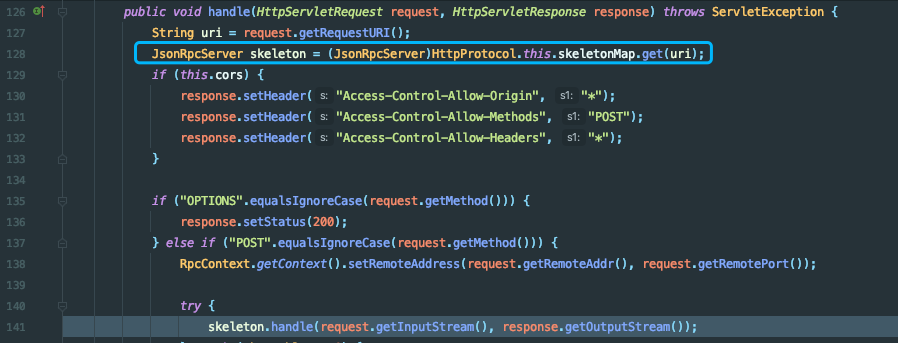 126 public void handle(HttpServletRequest request, HttpServletResponse response) throws ServletException {
127 String uri = request.getRequestURI();
128 JsonRpcServer skeleton = (JsonRpcServer)HttpProtocol.this.skeletonMap.get(uri);
129 if (this.cors) {
130 response.setHeader( s: "Access-Control-Allow-Origin", s1: "*");
131 response.setHeader( s: "Access-Control-Allow-Methods", s1: "POST");
132 response.setHeader( s: "Access-Control-Allow-Headers", s1: "*");
133 }
134
135 if ("OPTIONS".equalsIgnoreCase(request.getMethod())) {
136 response.setStatus(200);
137 } else if ("POST".equalsIgnoreCase(request.getMethod())) {
138 RpcContext.getContext().setRemoteAddress(request.getRemoteAddr(), request.getRemotePort());
139
140 try {
141 skeleton.handle(request.getInputStream(), response.getOutputStream());